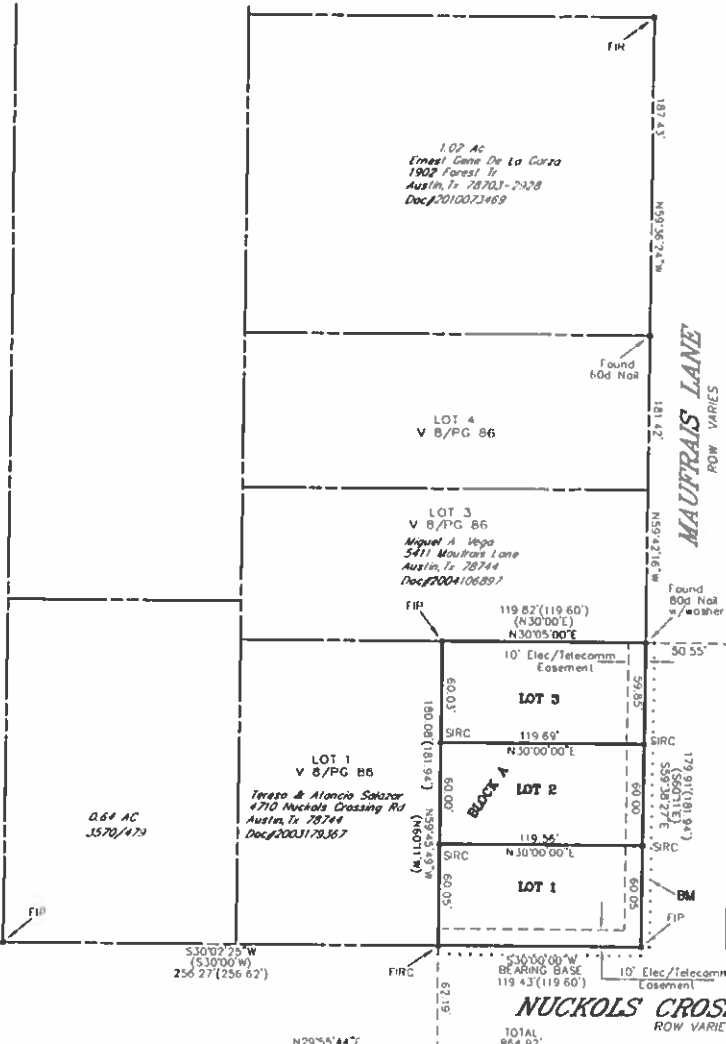 FIR
187.43'
N59°36'24"W
1.02 Ac
Ernest Gene De La Garza
1902 Forest Tr
Austin, Tx 78703-2928
Doc#2010073469
Found
60d Nail
MAUFRAIS LANE
ROW VARIES
181.42'
N59°42'16"W
LOT 4
V 8/PG 86
LOT 3
V 8/PG 86
Miguel A Vega
5411 Maufrais Lane
Austin, Tx 78744
Doc#2004106897
Found
80d Nail
w/washer
FIP
119.82'(119.60')
(N30°00'E)
N30°05'00"E
50.55'
10' Elec/Telecomm
Easement
60.03'
LOT 3
59.85'
SIRC
119.69'
N30°00'00"E
SIRC
180.08'(181.94')
N59°45'49"W
(N60°11'W)
60.00'
BLOCK A
LOT 2
60.00
179.91'(181.94')
(S60°11'E)
S59°38'27"E
119.56'
SIRC
N30°00'00"E
SIRC
60.05'
LOT 1
60.05
BM
FIP
LOT 1
V 8/PG 86
Teresa & Atancio Salazar
4710 Nuckols Crossing Rd
Austin, Tx 78744
Doc#2003179367
0.64 AC
3570/479
FIP
S30°02'25"W
(S30°00'W)
256.27'(256.62')
FIRC
S30°00'00"W
BEARING BASE
119.43'(119.60')
10' Elec/Telecomm
Easement
62.19'
NUCKOLS CROSS
ROW VARIE
N29°55'44"E
TOTAL
864.92'